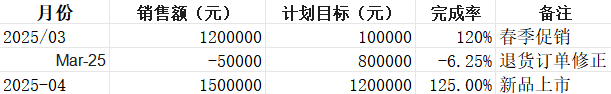 月份 销售额（元） 计划目标（元） 完成率 备注
2025/03 1200000 100000 120% 春季促销
Mar-25 -50000 800000 -6.25% 退货订单修正
2025-04 1500000 1200000 125.00% 新品上市